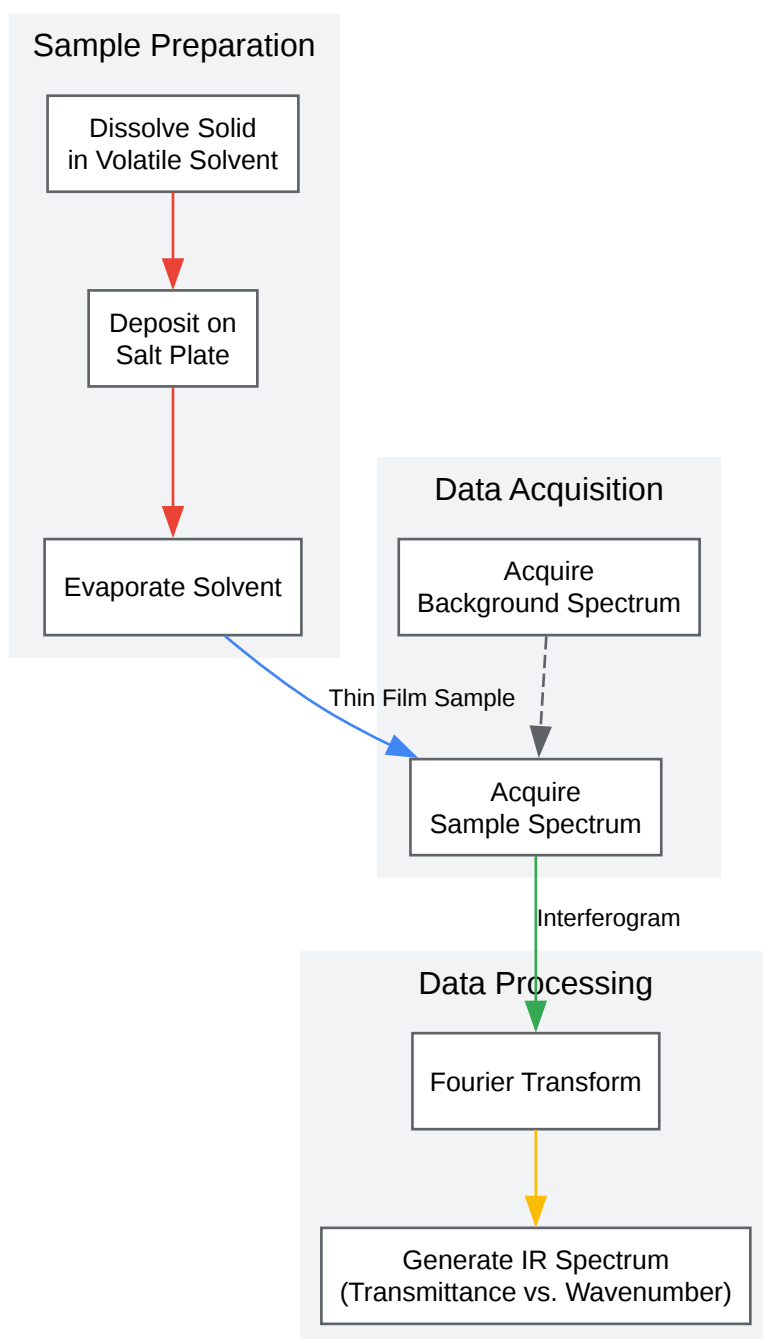 Sample Preparation
Dissolve Solid
in Volatile Solvent
Deposit on
Salt Plate
Evaporate Solvent
Data Acquisition
Acquire
Background Spectrum
Thin Film Sample
Acquire
Sample Spectrum
Interferogram
Data Processing
Fourier Transform
Generate IR Spectrum
(Transmittance vs. Wavenumber)